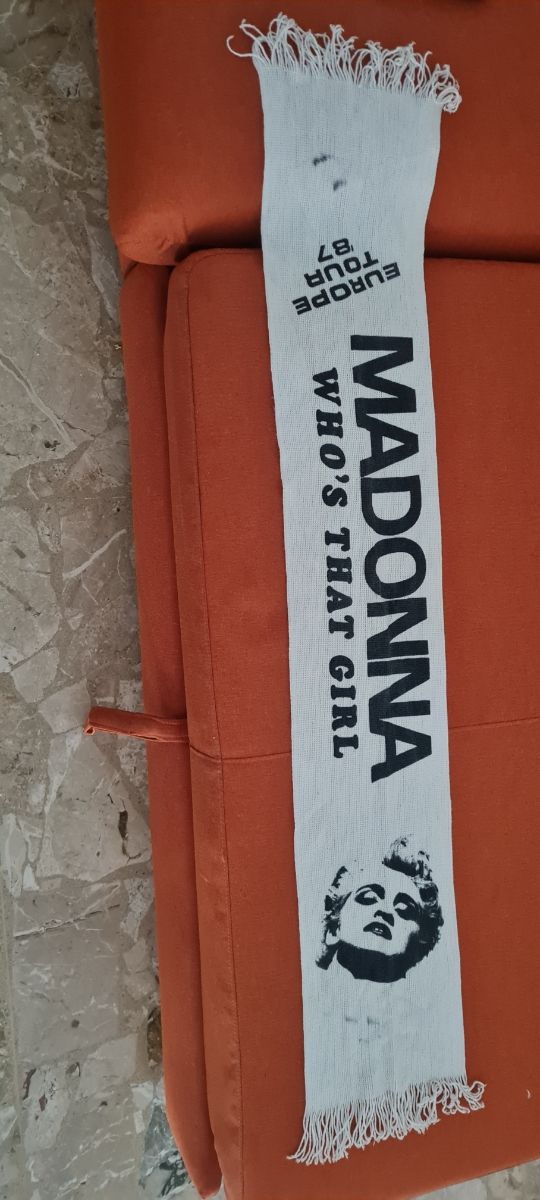 EUROPE
TOUR
'87
MADONNA
WHO'S THAT GIRL